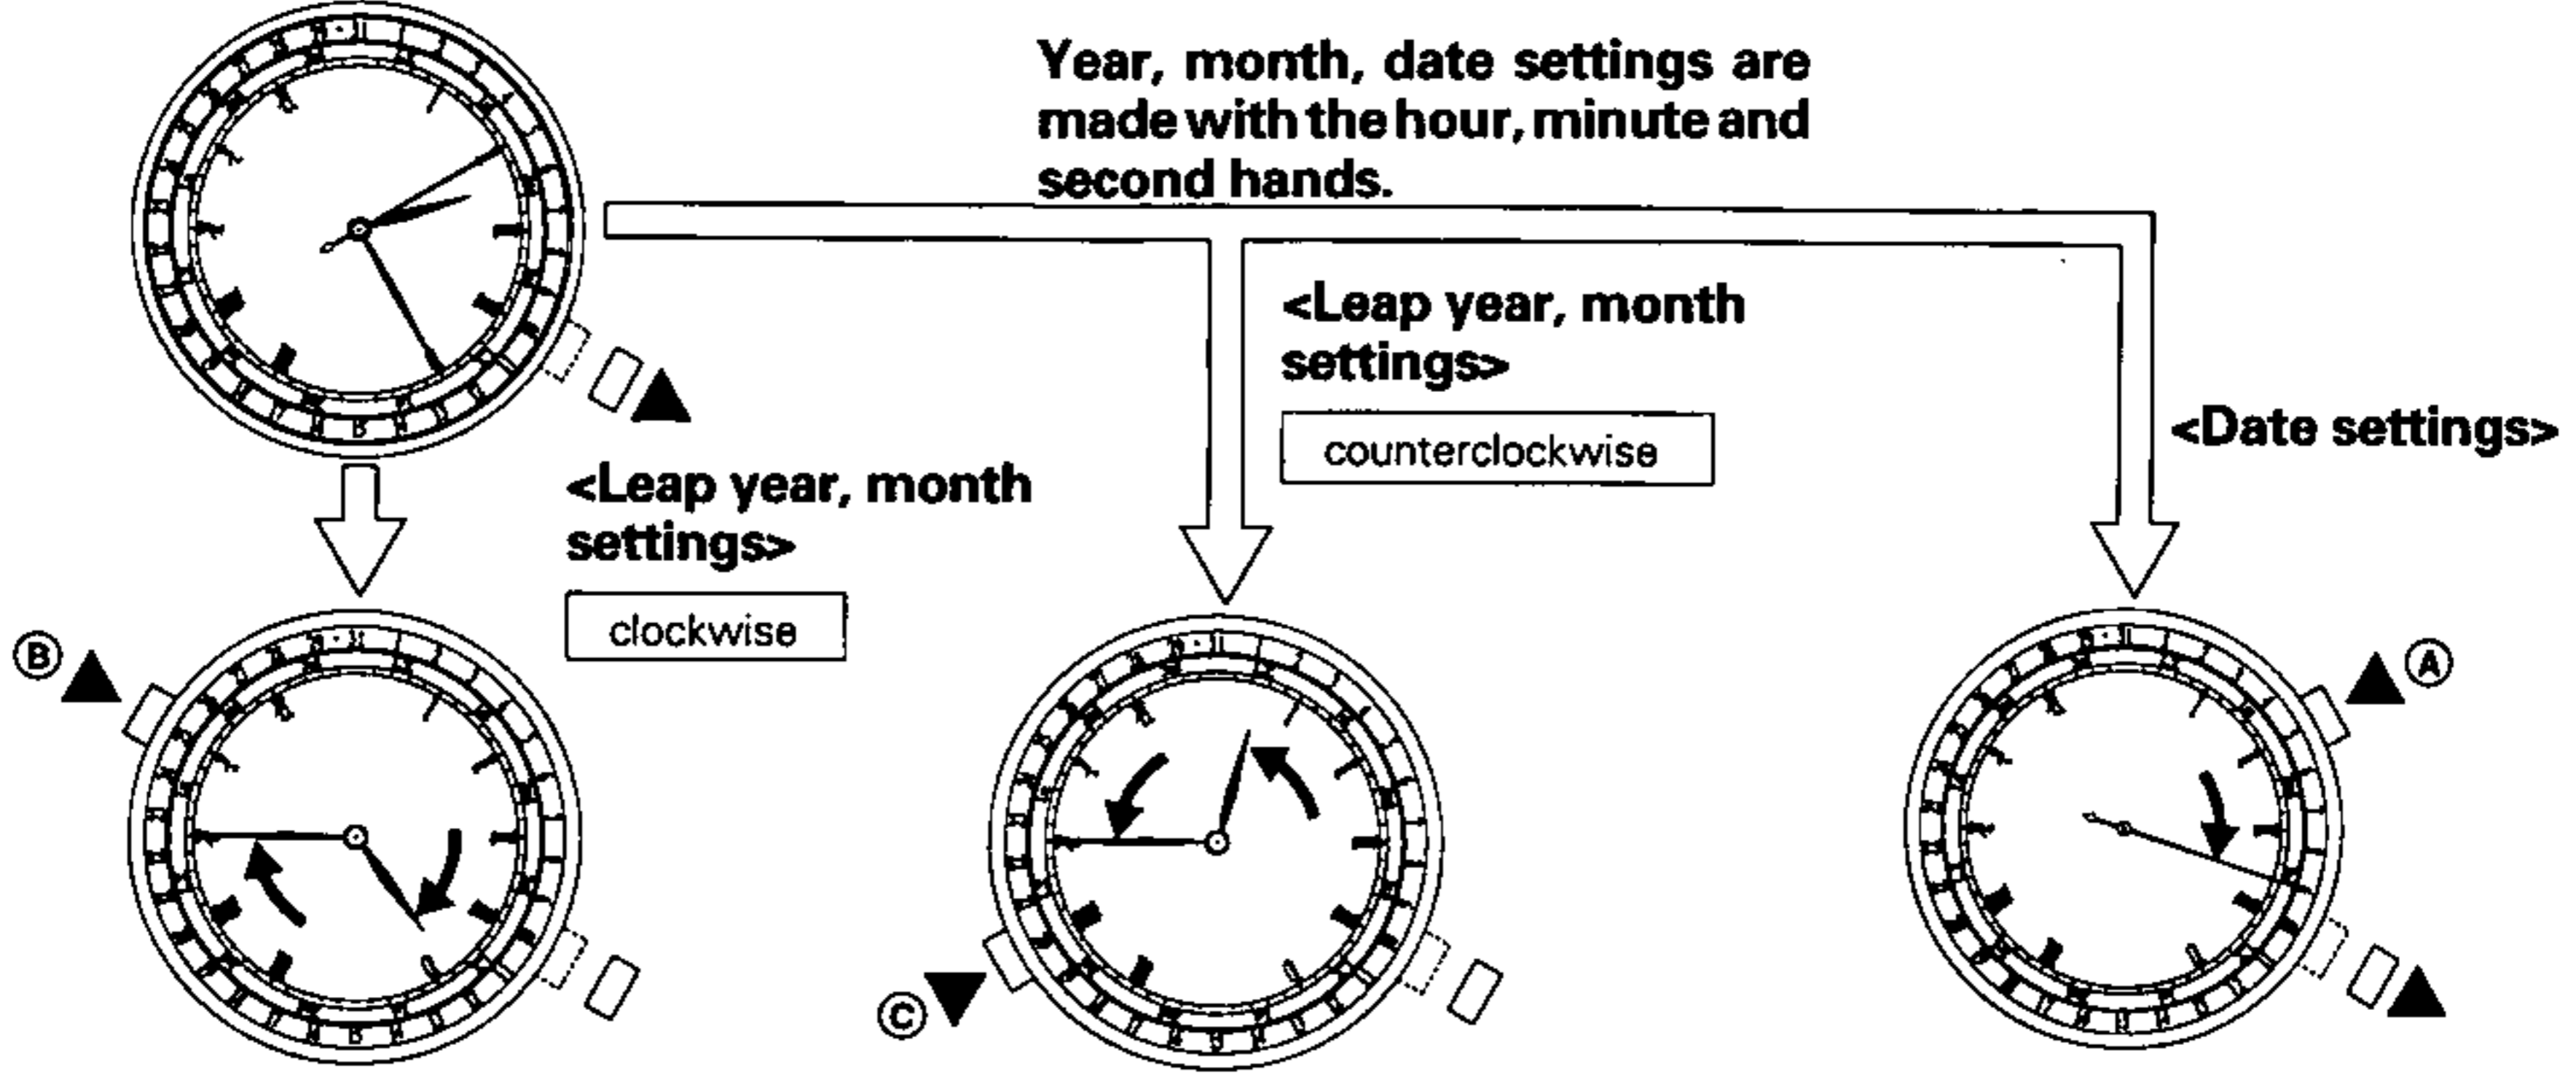 Year, month, date settings are
made with the hour, minute and
second hands.
<Leap year, month
settings>
counterclockwise
<Date settings>
<Leap year, month
settings>
clockwise
B
A
C